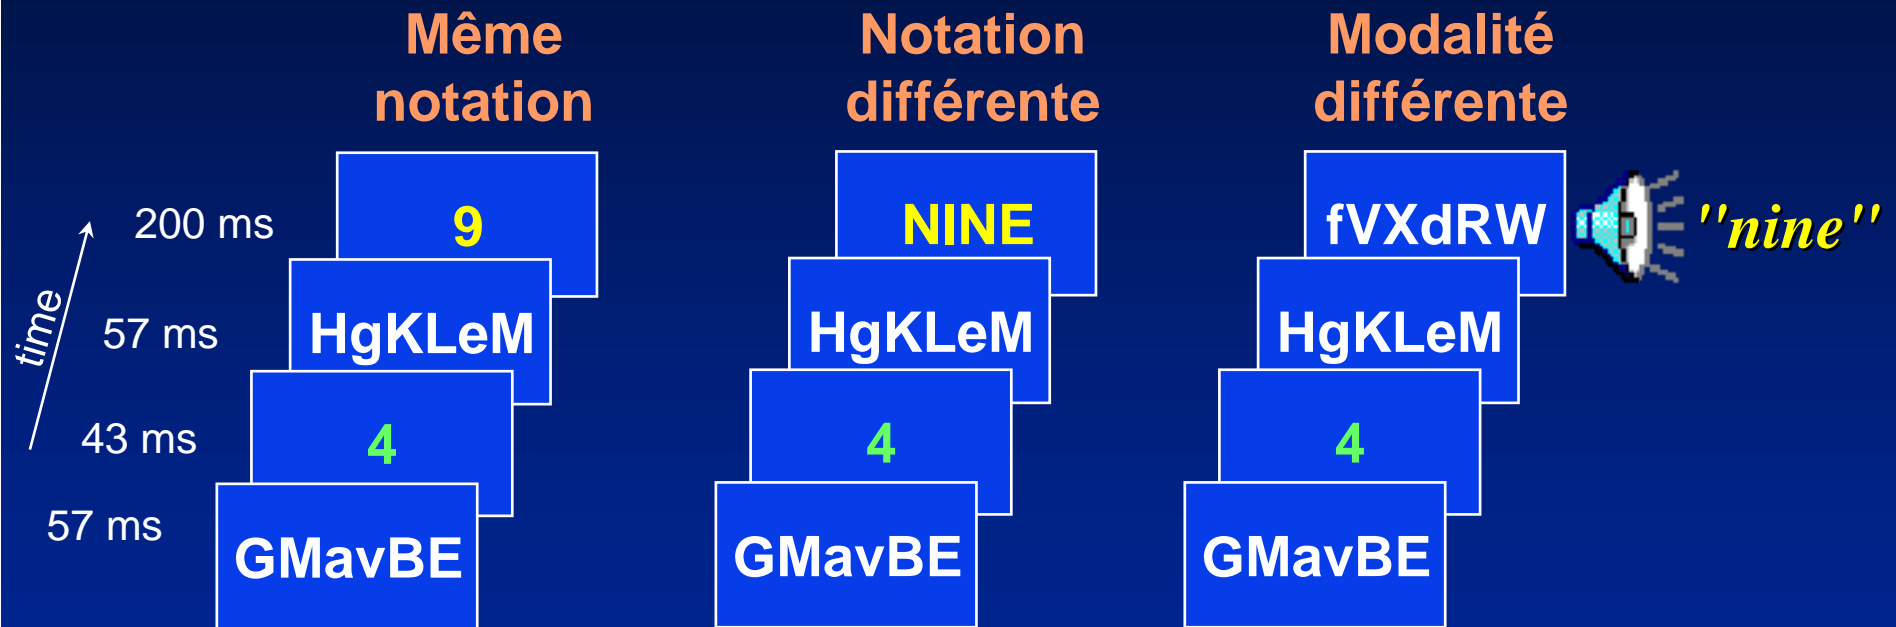 Même notation
Notation différente
Modalité différente
200 ms
9
NINE
fVXdRW
"nine"
time
57 ms
HgKLeM
HgKLeM
HgKLeM
43 ms
4
4
4
57 ms
GMavBE
GMavBE
GMavBE